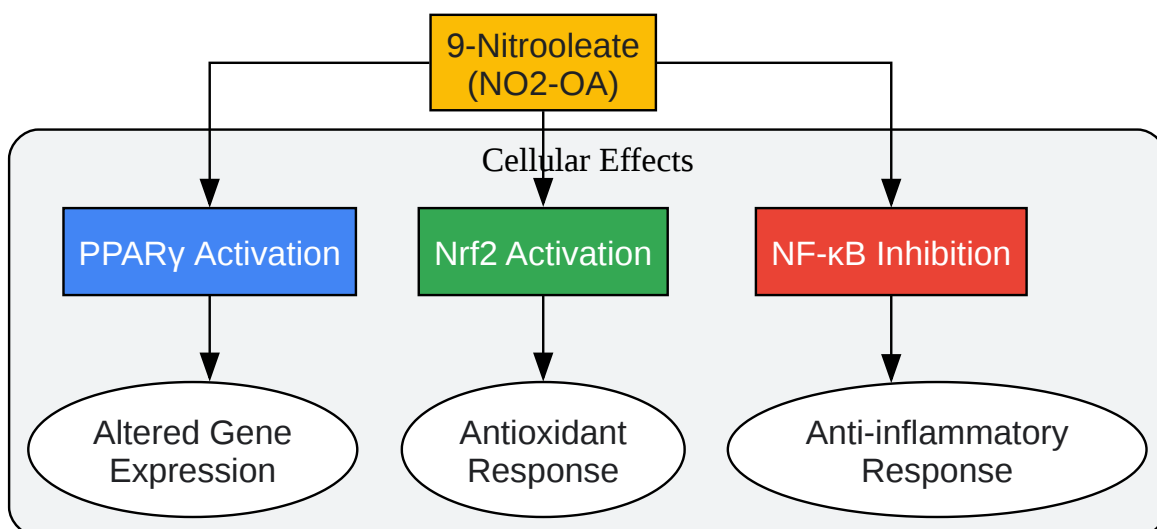 9-Nitrooleate
(NO2-OA)
Cellular Effects
PPARγ Activation
Nrf2 Activation
NF-κB Inhibition
Altered Gene
Expression
Antioxidant
Response
Anti-inflammatory
Response